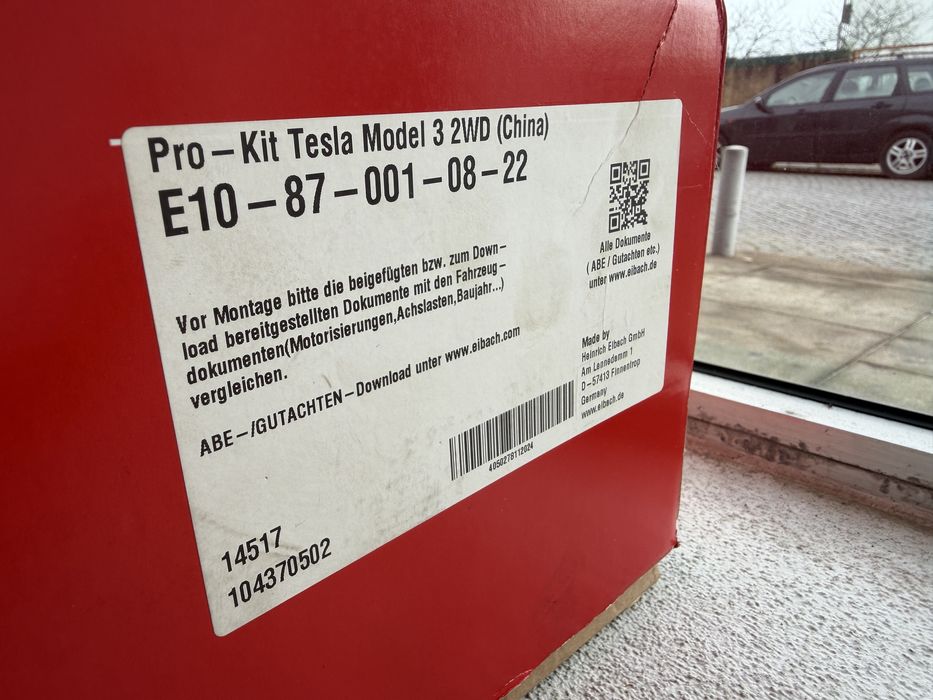 Pro-Kit Tesla Model 3 2WD (China)
E10-87-001-08-22
Alle Dokumente
(ABE / Gutachten etc.)
unter www.eibach.de
Vor Montage bitte die beigefügten bzw. zum Down-
load bereitgestellten Dokumente mit den Fahrzeug-
dokumenten(Motorisierungen,Achslasten,Baujahr...)
vergleichen.
ABE-/GUTACHTEN-Download unter www.eibach.com
Made by
Heinrich Eibach GmbH
Am Lennedamm 1
D-57413 Finnentrop
Germany
www.eibach.de
4050278112024
14517
104370502